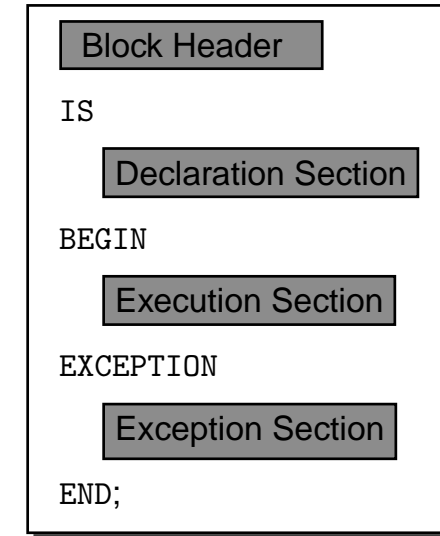 Block Header
IS
Declaration Section
BEGIN
Execution Section
EXCEPTION
Exception Section
END;